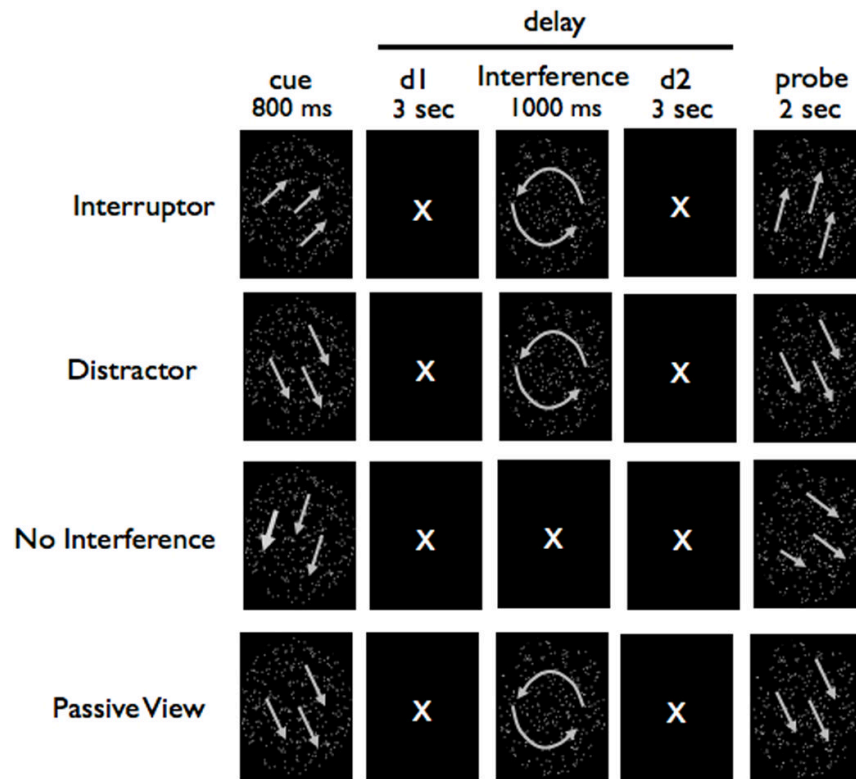 delay
cue d1 Interference d2 probe
800 ms 3 sec 1000 ms 3 sec 2 sec
Interruptor X X
Distractor X X
No Interference X X X
Passive View X X